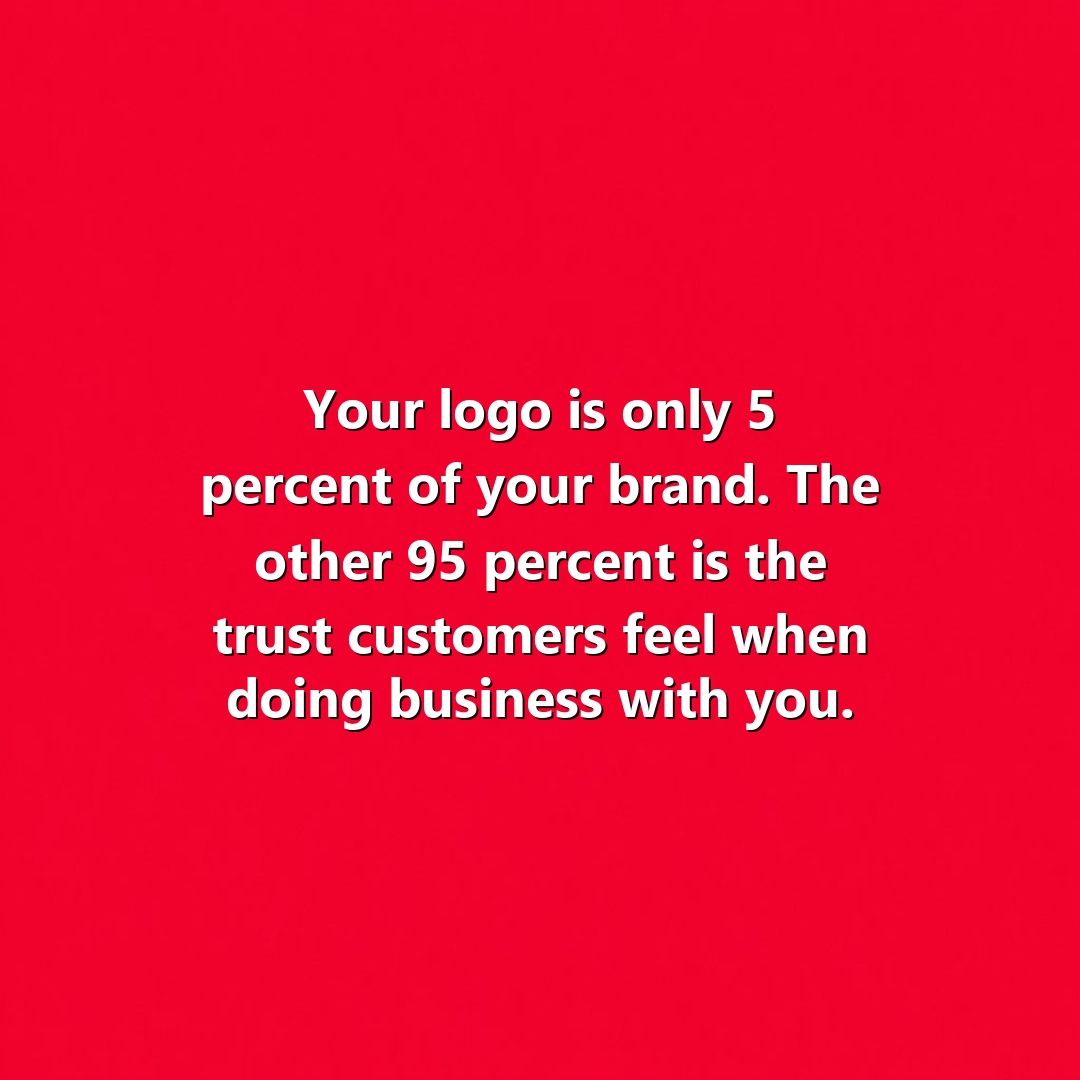 Your logo is only 5
percent of your brand. The
other 95 percent is the
trust customers feel when
doing business with you.